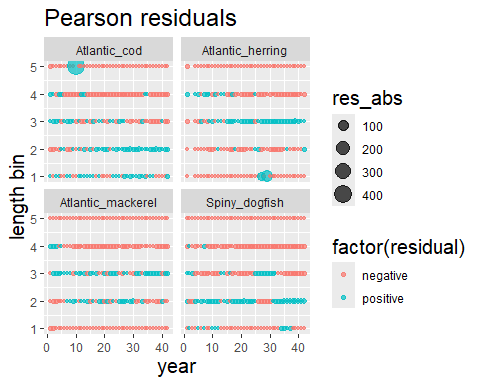 Pearson residuals
Atlantic_cod
Atlantic_herring
5
4
3
2
1
Atlantic_mackerel
Spiny_dogfish
5
4
3
2
1
0 10 20 30 40
0 10 20 30 40
year
length bin
res_abs
100
200
300
400
factor(residual)
negative
positive